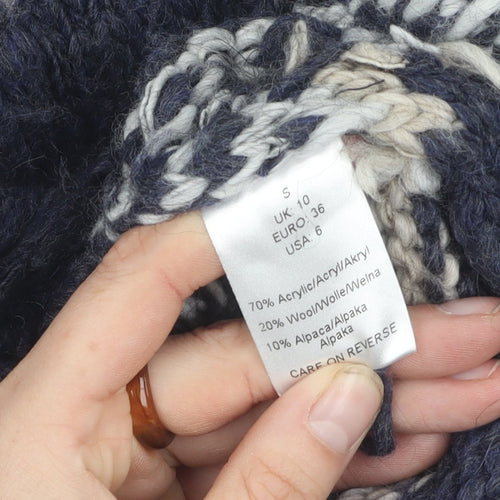 S
UK: 10
EURO: 36
USA: 6
70% Acrylic/Acryl/Akryl
20% Wool/Wolle/Wełna
10% Alpaca/Alpaka
Alpaka
CARE ON REVERSE